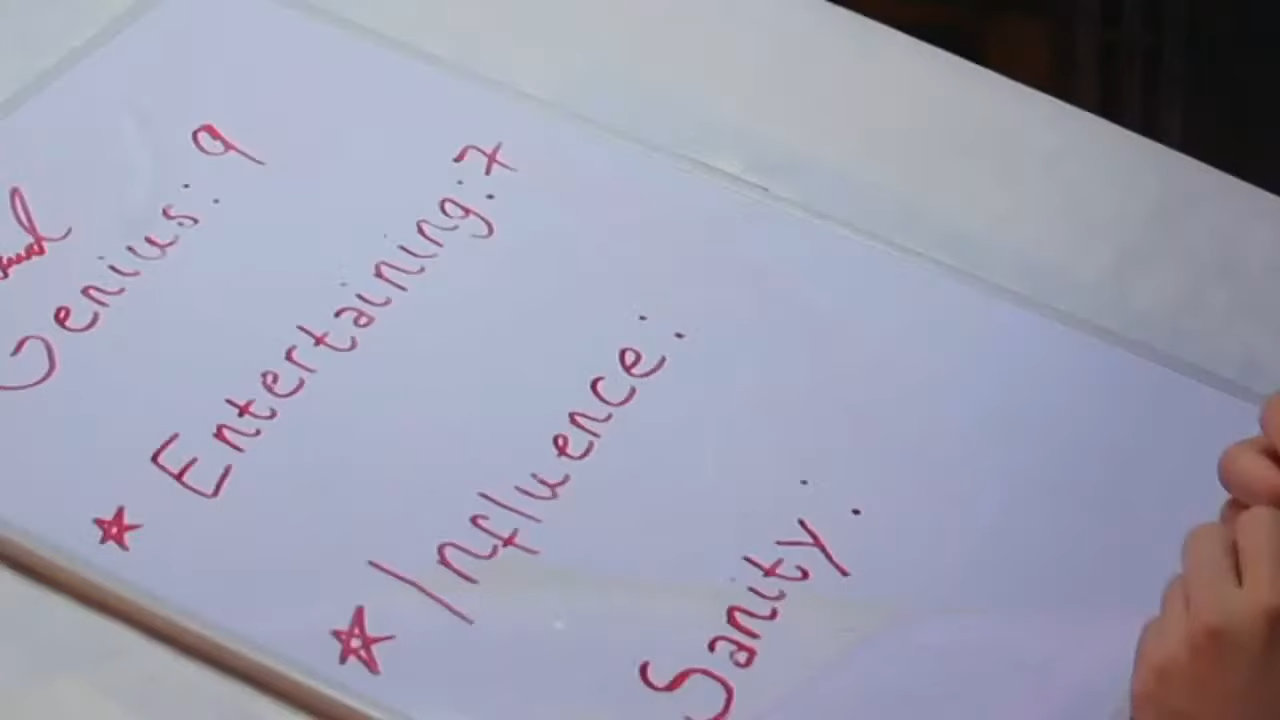 Genius: 9
★ Entertaining: 7
★ Influence:
Sanity: